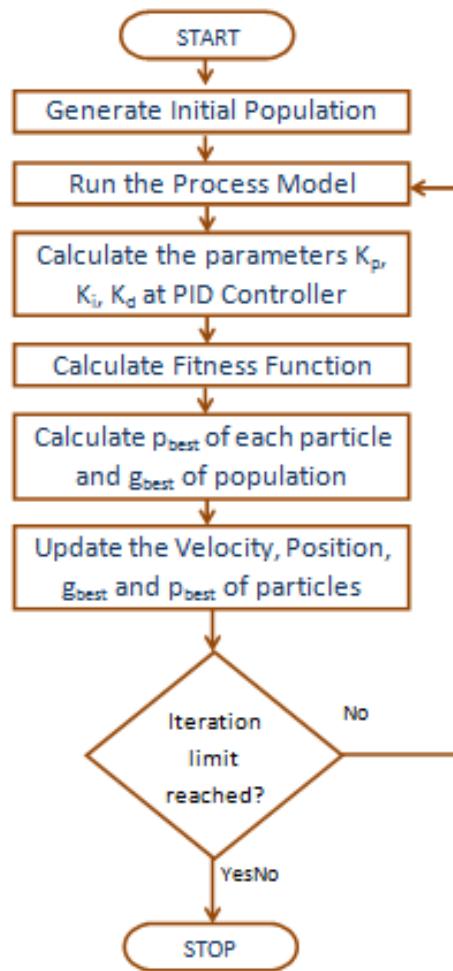 START
Generate Initial Population
Run the Process Model
Calculate the parameters Kp,
Ki, Kd at PID Controller
Calculate Fitness Function
Calculate pbest of each particle
and gbest of population
Update the Velocity, Position,
gbest and pbest of particles
Iteration
limit
reached?
No
YesNo
STOP